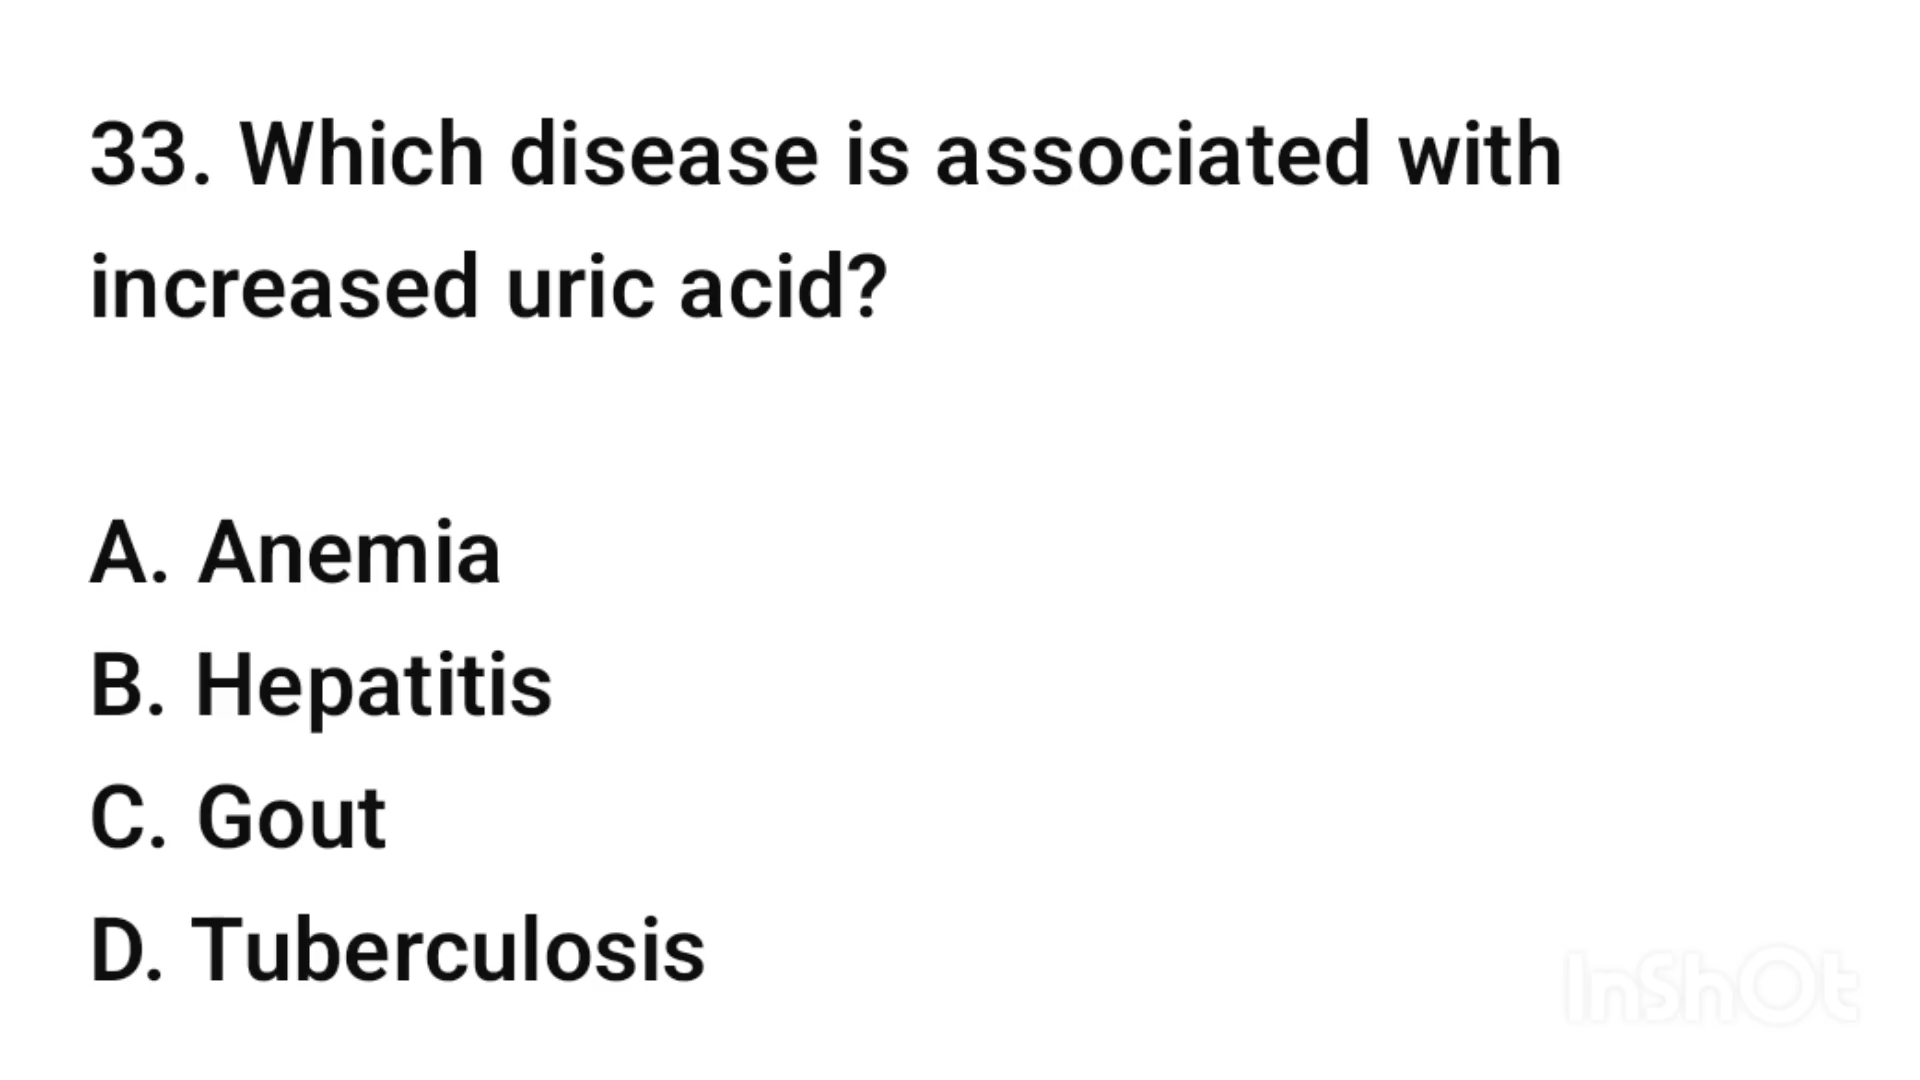 33. Which disease is associated with
increased uric acid?
A. Anemia
B. Hepatitis
C. Gout
D. Tuberculosis
InShOt